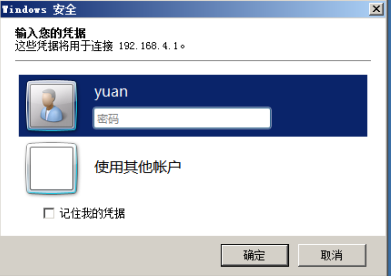 Windows 安全
输入您的凭据
这些凭据将用于连接 192.168.4.1。
yuan
密码
使用其他帐户
记住我的凭据
确定
取消